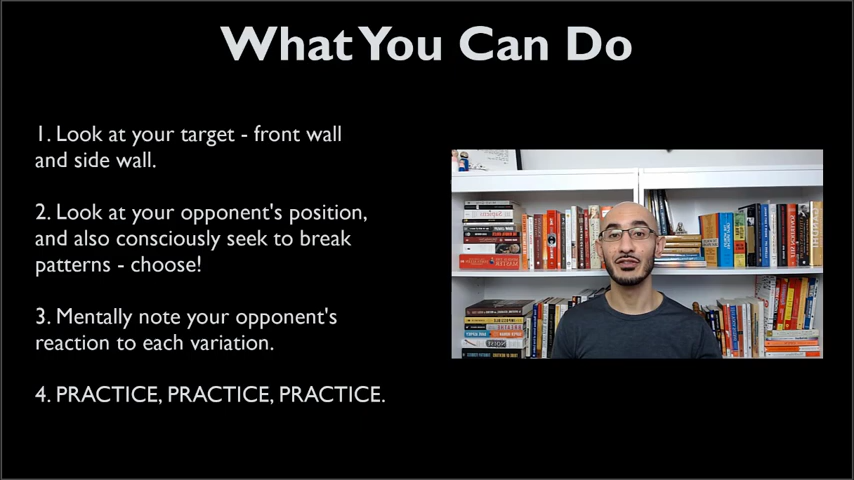 What You Can Do
1. Look at your target - front wall
and side wall.
2. Look at your opponent's position,
and also consciously seek to break
patterns - choose!
3. Mentally note your opponent's
reaction to each variation.
4. PRACTICE, PRACTICE, PRACTICE.